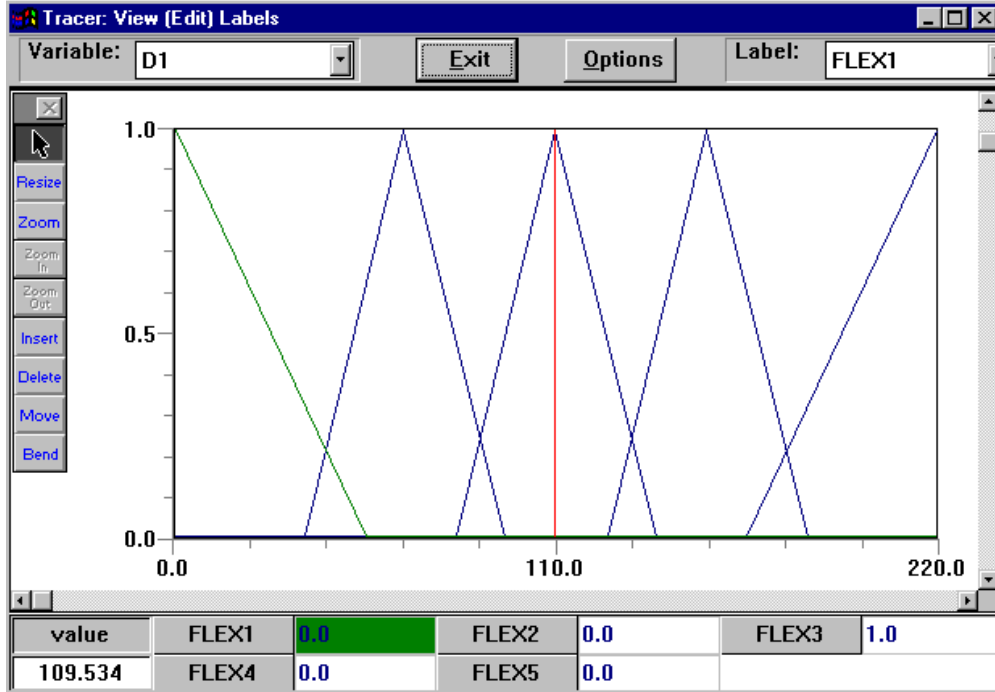 Tracer: View (Edit) Labels
Variable: D1 Exit Options Label: FLEX1
Resize
Zoom
Zoom
In
Zoom
Out
Insert
Delete
Move
Bend
1.0
0.5
0.0
0.0 110.0 220.0
value FLEX1 0.0 FLEX2 0.0 FLEX3 1.0
109.534 FLEX4 0.0 FLEX5 0.0